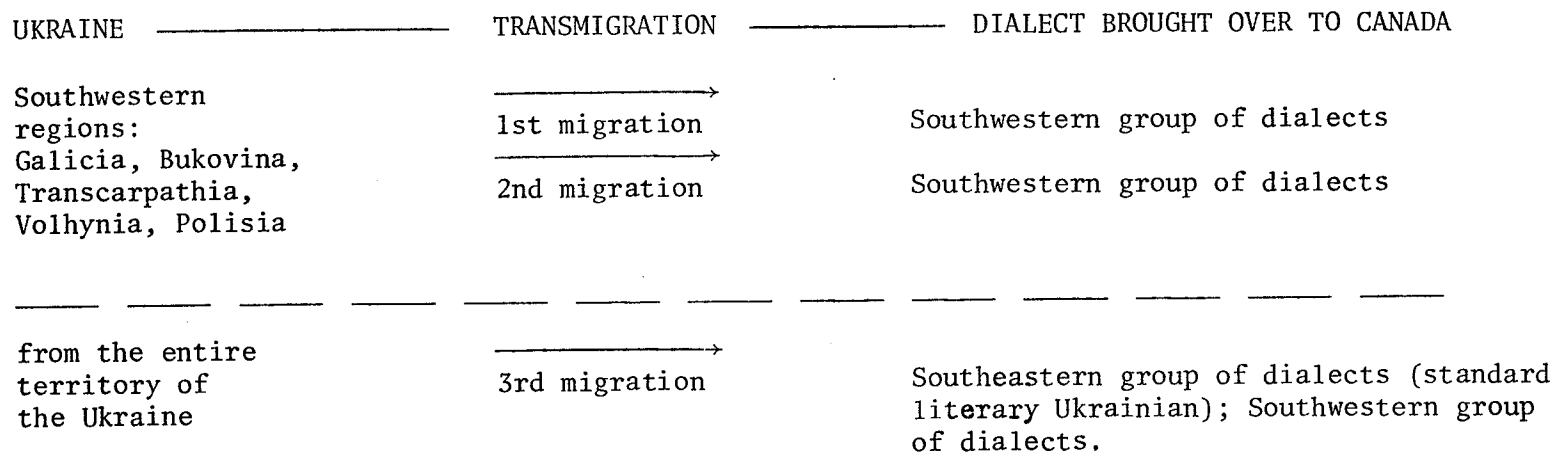 UKRAINE TRANSMIGRATION DIALECT BROUGHT OVER TO CANADA
Southwestern
regions:
Galicia, Bukovina,
Transcarpathia,
Volhynia, Polisia
1st migration
2nd migration
Southwestern group of dialects
Southwestern group of dialects
from the entire
territory of
the Ukraine
3rd migration
Southeastern group of dialects (standard
literary Ukrainian); Southwestern group
of dialects.